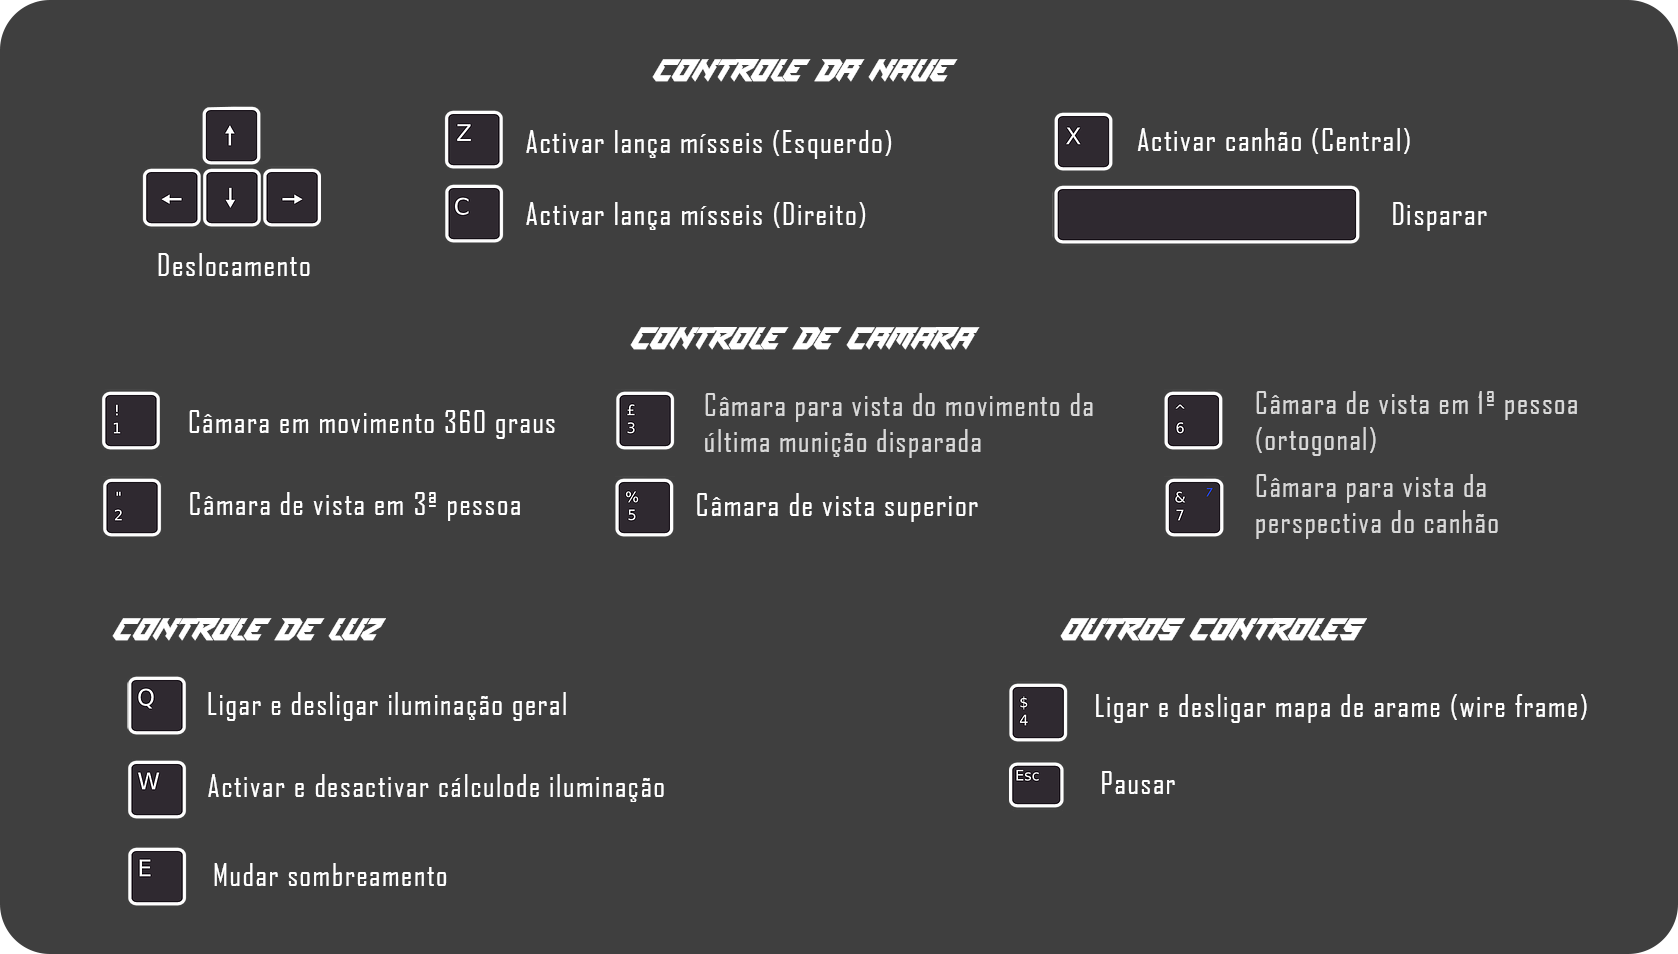 CONTROLE DA NAVE
↑
← ↓ →
Deslocamento
Z Activar lança mísseis (Esquerdo)
C Activar lança mísseis (Direito)
X Activar canhão (Central)
Disparar
CONTROLE DE CAMARA
! 1 Câmara em movimento 360 graus
" 2 Câmara de vista em 3ª pessoa
£ 3 Câmara para vista do movimento da
última munição disparada
% 5 Câmara de vista superior
^ 6 Câmara de vista em 1ª pessoa
(ortogonal)
& 7 7 Câmara para vista da
perspectiva do canhão
CONTROLE DE LUZ
Q Ligar e desligar iluminação geral
W Activar e desactivar cálculode iluminação
E Mudar sombreamento
OUTROS CONTROLES
$ 4 Ligar e desligar mapa de arame (wire frame)
Esc Pausar